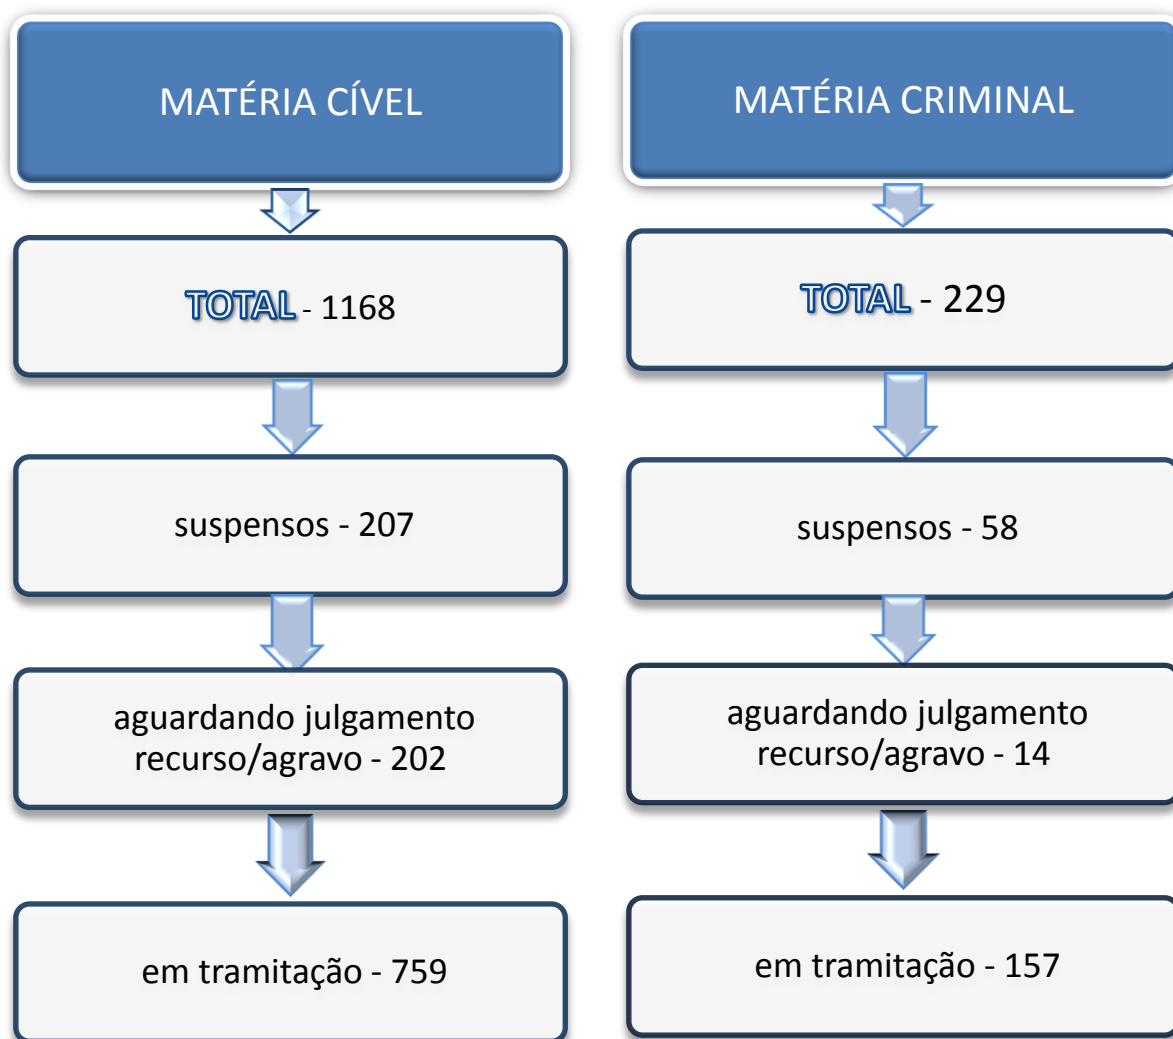 MATÉRIA CÍVEL
TOTAL - 1168
suspensos - 207
aguardando julgamento
recurso/agravo - 202
em tramitação - 759
MATÉRIA CRIMINAL
TOTAL - 229
suspensos - 58
aguardando julgamento
recurso/agravo - 14
em tramitação - 157